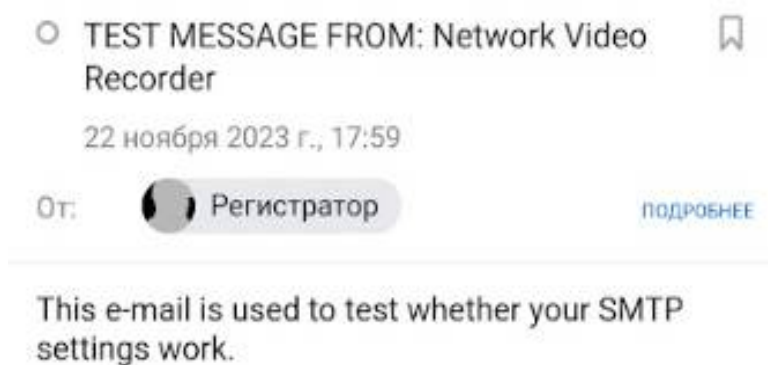 TEST MESSAGE FROM: Network Video
Recorder
22 ноября 2023 г., 17:59
От: Регистратор ПОДРОБНЕЕ
This e-mail is used to test whether your SMTP
settings work.